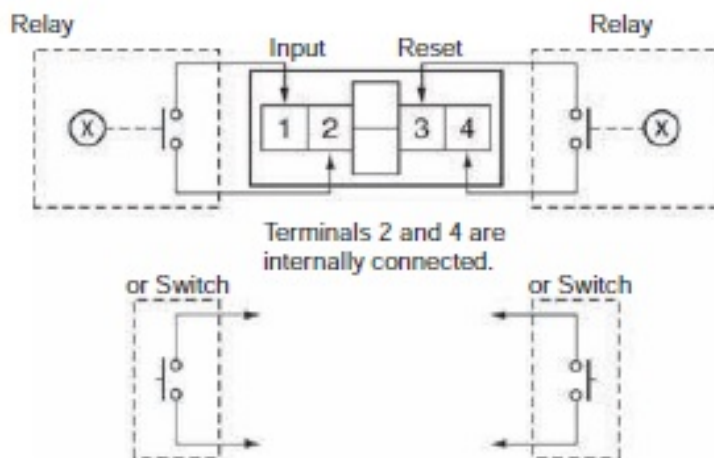 Relay
Relay
Input
Reset
X
1
2
3
4
X
Terminals 2 and 4 are
internally connected.
or Switch
or Switch